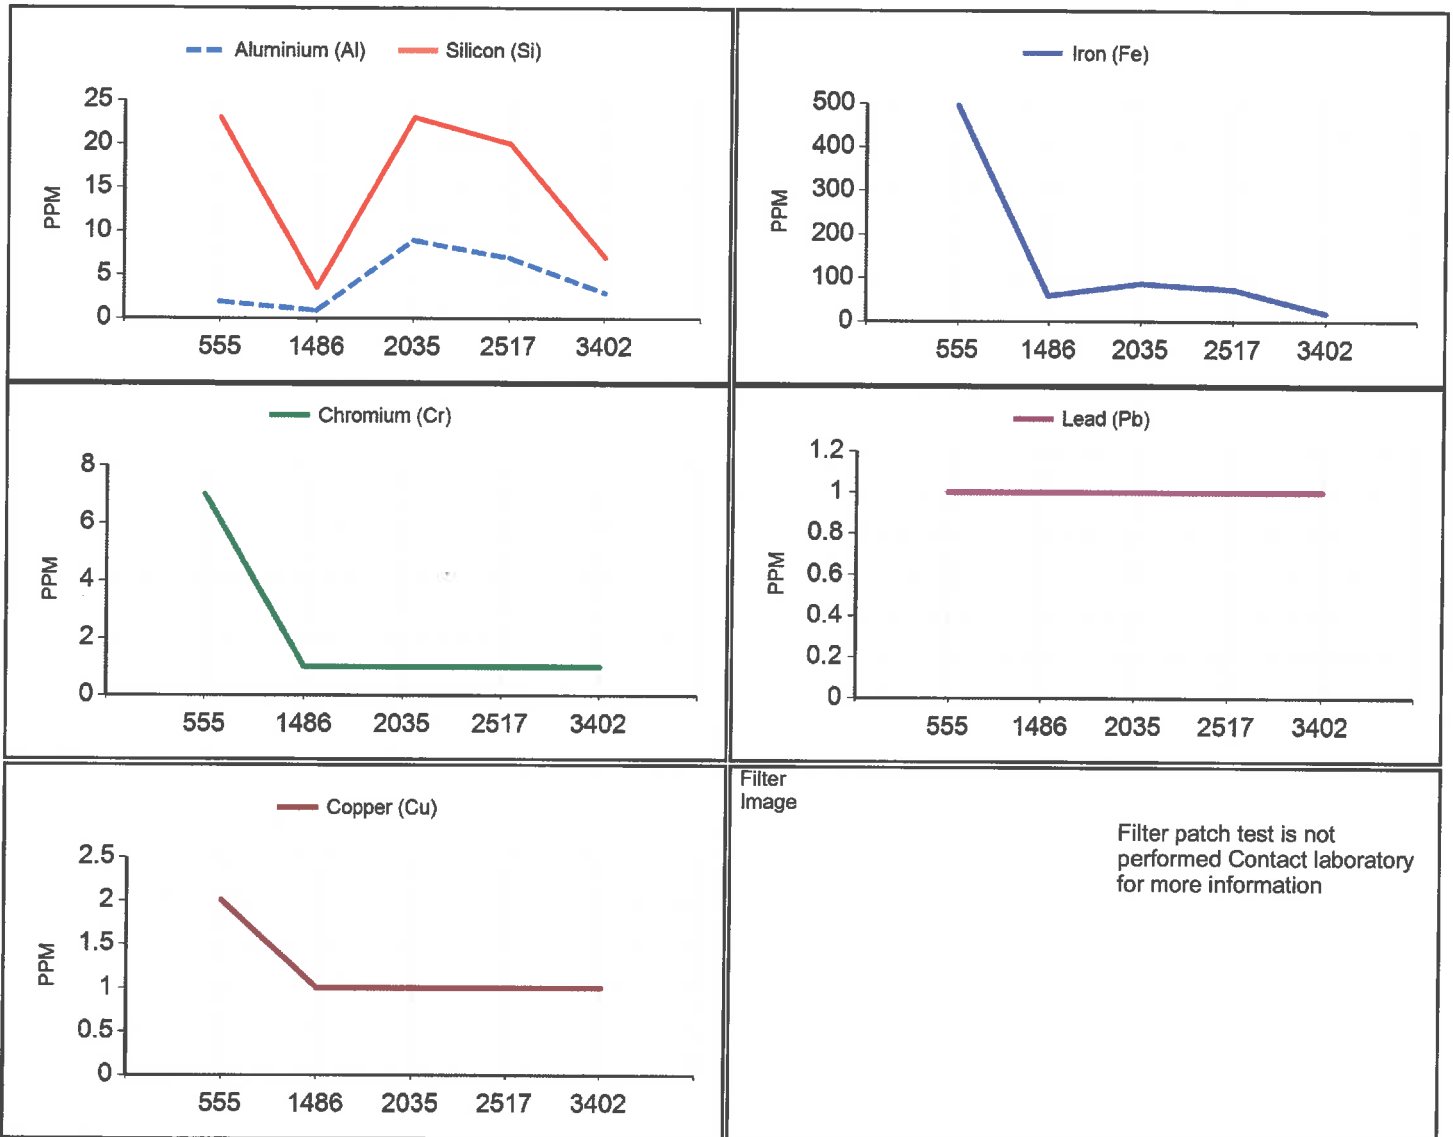 Aluminium (Al) Silicon (Si)
25
20
15
10
5
0
PPM
555 1486 2035 2517 3402
Iron (Fe)
500
400
300
200
100
0
PPM
555 1486 2035 2517 3402
Chromium (Cr)
8
6
4
2
0
PPM
555 1486 2035 2517 3402
Lead (Pb)
1.2
1
0.8
0.6
0.4
0.2
0
PPM
555 1486 2035 2517 3402
Copper (Cu)
2.5
2
1.5
1
0.5
0
PPM
555 1486 2035 2517 3402
Filter
Image
Filter patch test is not
performed Contact laboratory
for more information